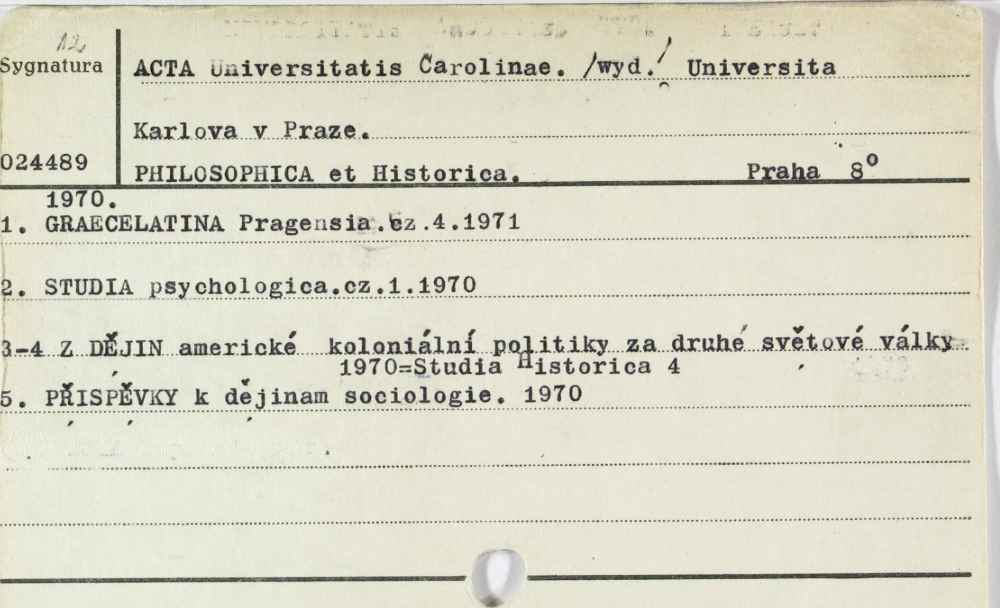 12
Sygnatura
ACTA Universitatis Carolinae. /wyd./ Universita
Karlova v Praze.
024489
PHILOSOPHICA et Historica. Praha 8º
1970.
1. GRAECELATINA Pragensia.cz.4.1971
2. STUDIA psychologica.cz.1.1970
3-4 Z DĚJIN americké koloniální politiky za druhé světové války
1970=Studia Historica 4
5. PŘISPĚVKY k dějinam sociologie. 1970